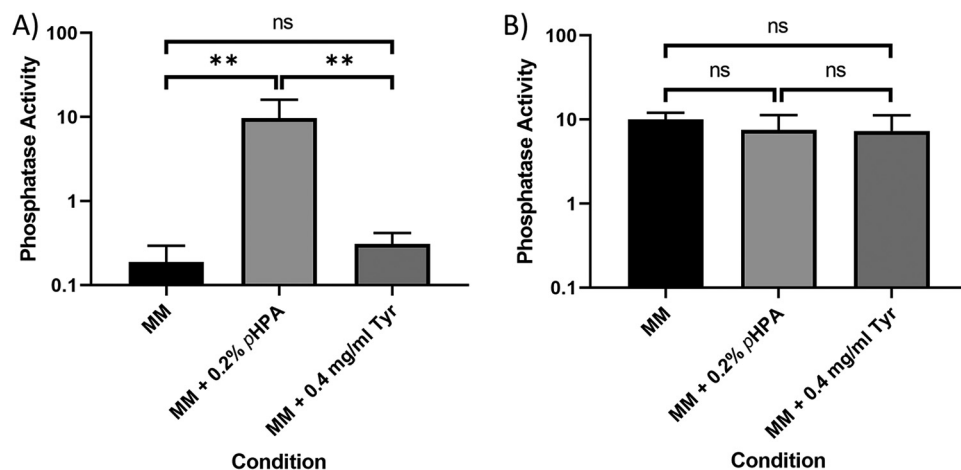 A)
ns
** **
Phosphatase Activity
100
10
1
0.1
MM
MM + 0.2% pHPA
MM + 0.4 mg/ml Tyr
Condition
B)
ns
ns ns
Phosphatase Activity
100
10
1
0.1
MM
MM + 0.2% pHPA
MM + 0.4 mg/ml Tyr
Condition